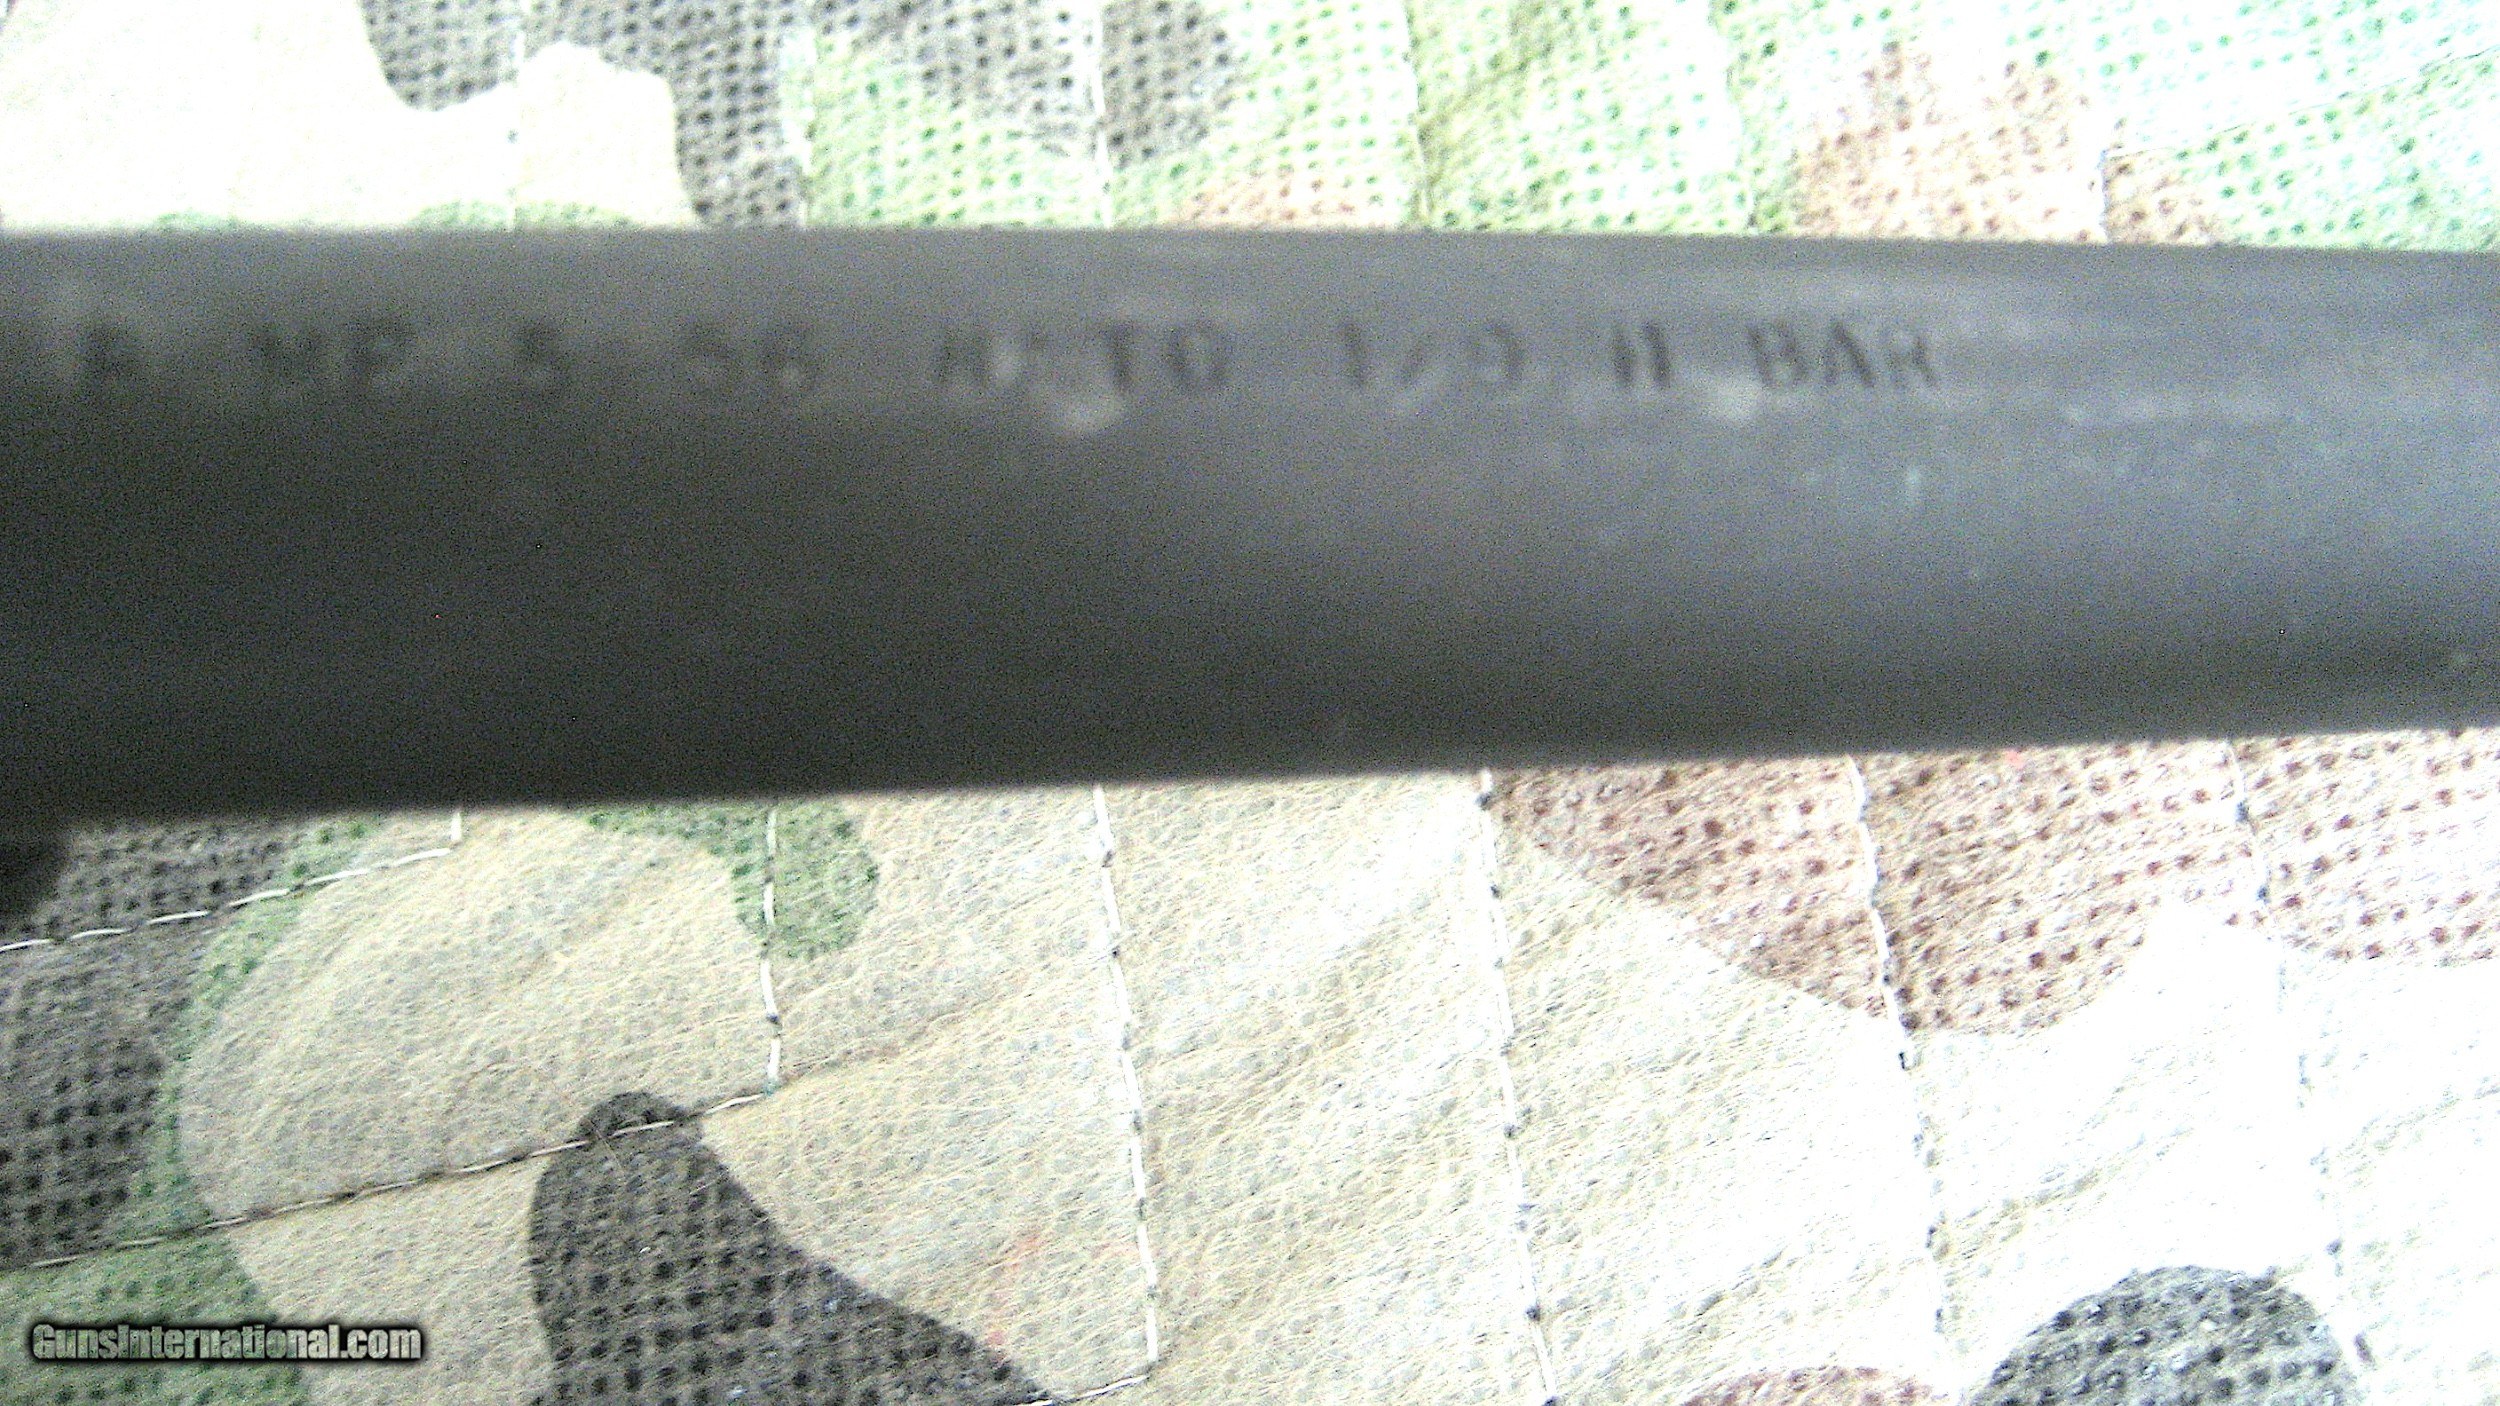 B MP 5 56 NATO 1/9 H BAR
GunsInternational.com